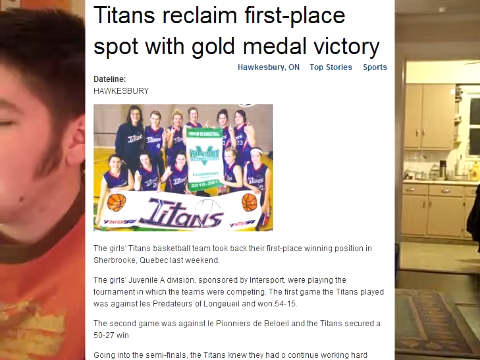 Titans reclaim first-place
spot with gold medal victory
Hawkesbury, ON Top Stories Sports
Dateline:
HAWKESBURY
Titans
The girls' Titans basketball team took back their first-place winning position in
Sherbrooke, Quebec last weekend.
The girls' Juvenile A division, sponsored by Intersport, were playing the
tournament in which the teams were competing. The first game the Titans played
was against les Predateurs of Longueuil and won 54-15.
The second game was against le Pionniers de Beloeil and the Titans secured a
50-27 win
Going into the semi-finals, the Titans knew they had o continue working hard